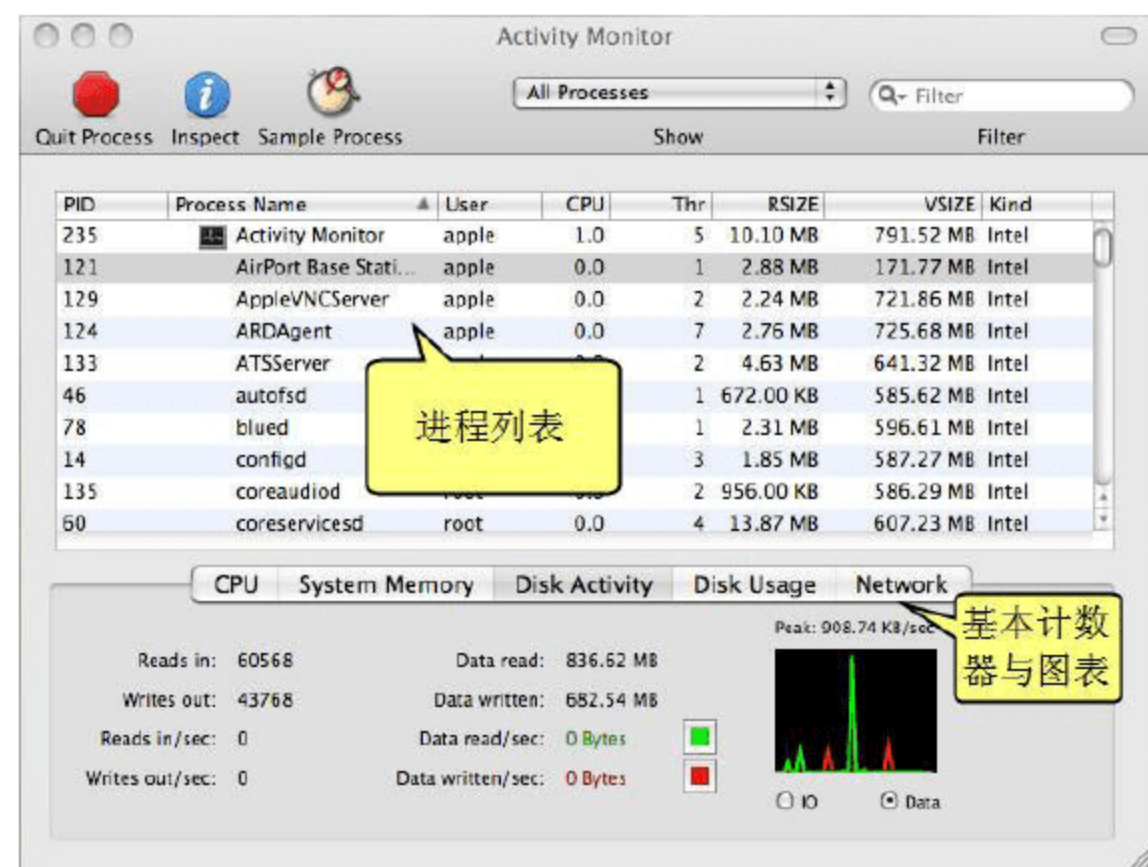 Activity Monitor
All Processes
Filter
Quit Process Inspect Sample Process Show Filter
PID Process Name User CPU Thr RSIZE VSIZE Kind
235 Activity Monitor apple 1.0 5 10.10 MB 791.52 MB Intel
121 AirPort Base Stati... apple 0.0 1 2.88 MB 171.77 MB Intel
129 AppleVNCServer apple 0.0 2 2.24 MB 721.86 MB Intel
124 ARDAgent apple 0.0 7 2.76 MB 725.68 MB Intel
133 ATSServer 2 4.63 MB 641.32 MB Intel
46 autofsd 1 672.00 KB 585.62 MB Intel
78 blued 1 2.31 MB 596.61 MB Intel
14 configd 3 1.85 MB 587.27 MB Intel
135 coreaudiod 2 956.00 KB 586.29 MB Intel
60 coreservicesd root 0.0 4 13.87 MB 607.23 MB Intel
进程列表
CPU System Memory Disk Activity Disk Usage Network
基本计数
器与图表
Peak: 908.74 KB/sec
Reads in: 60568 Data read: 836.62 MB
Writes out: 43768 Data written: 682.54 MB
Reads in/sec: 0 Data read/sec: 0 Bytes
Writes out/sec: 0 Data written/sec: 0 Bytes
IO Data